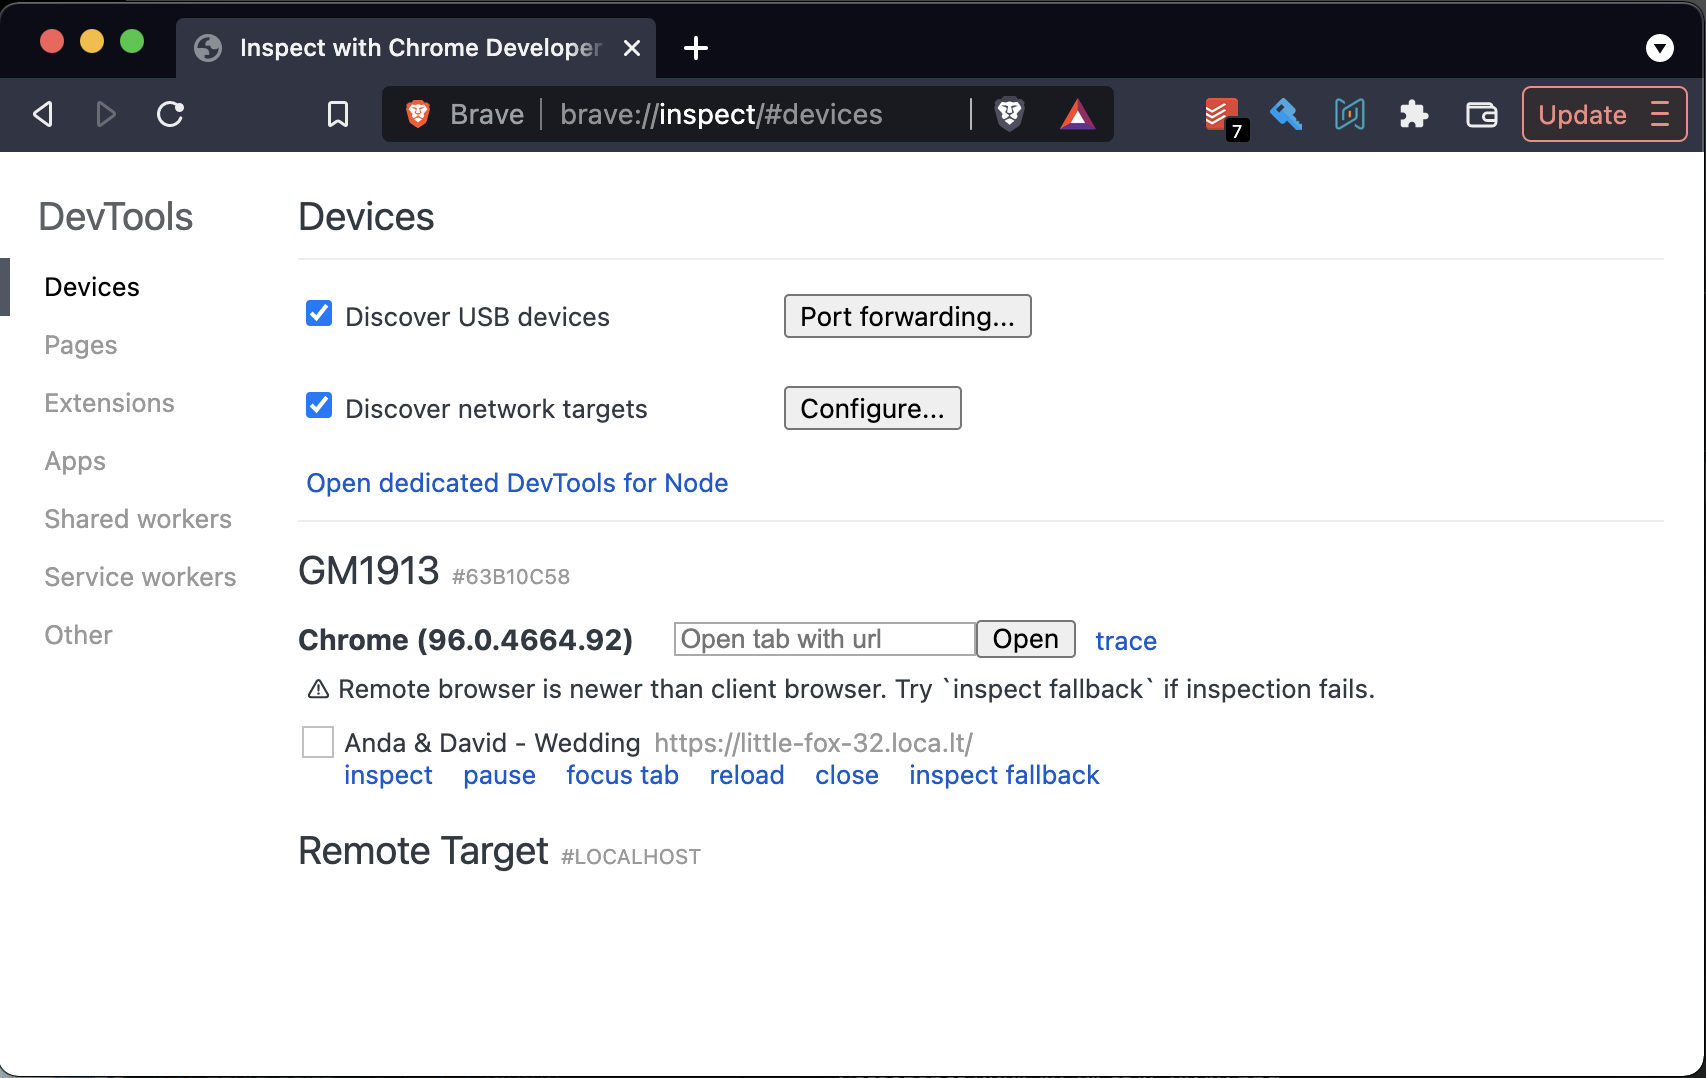 Inspect with Chrome Developer
Brave | brave://inspect/#devices
7
Update
DevTools
Devices
Pages
Extensions
Apps
Shared workers
Service workers
Other
Devices
Discover USB devices Port forwarding...
Discover network targets Configure...
Open dedicated DevTools for Node
GM1913 #63B10C58
Chrome (96.0.4664.92) Open tab with url Open trace
⚠ Remote browser is newer than client browser. Try `inspect fallback` if inspection fails.
Anda & David - Wedding https://little-fox-32.loca.lt/
inspect pause focus tab reload close inspect fallback
Remote Target #LOCALHOST